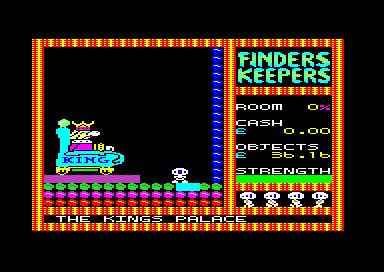 FINDERS
KEEPERS
ROOM 0%
CASH
£ 0.00
OBJECTS
£ 36.16
STRENGTH
KING
THE KINGS PALACE